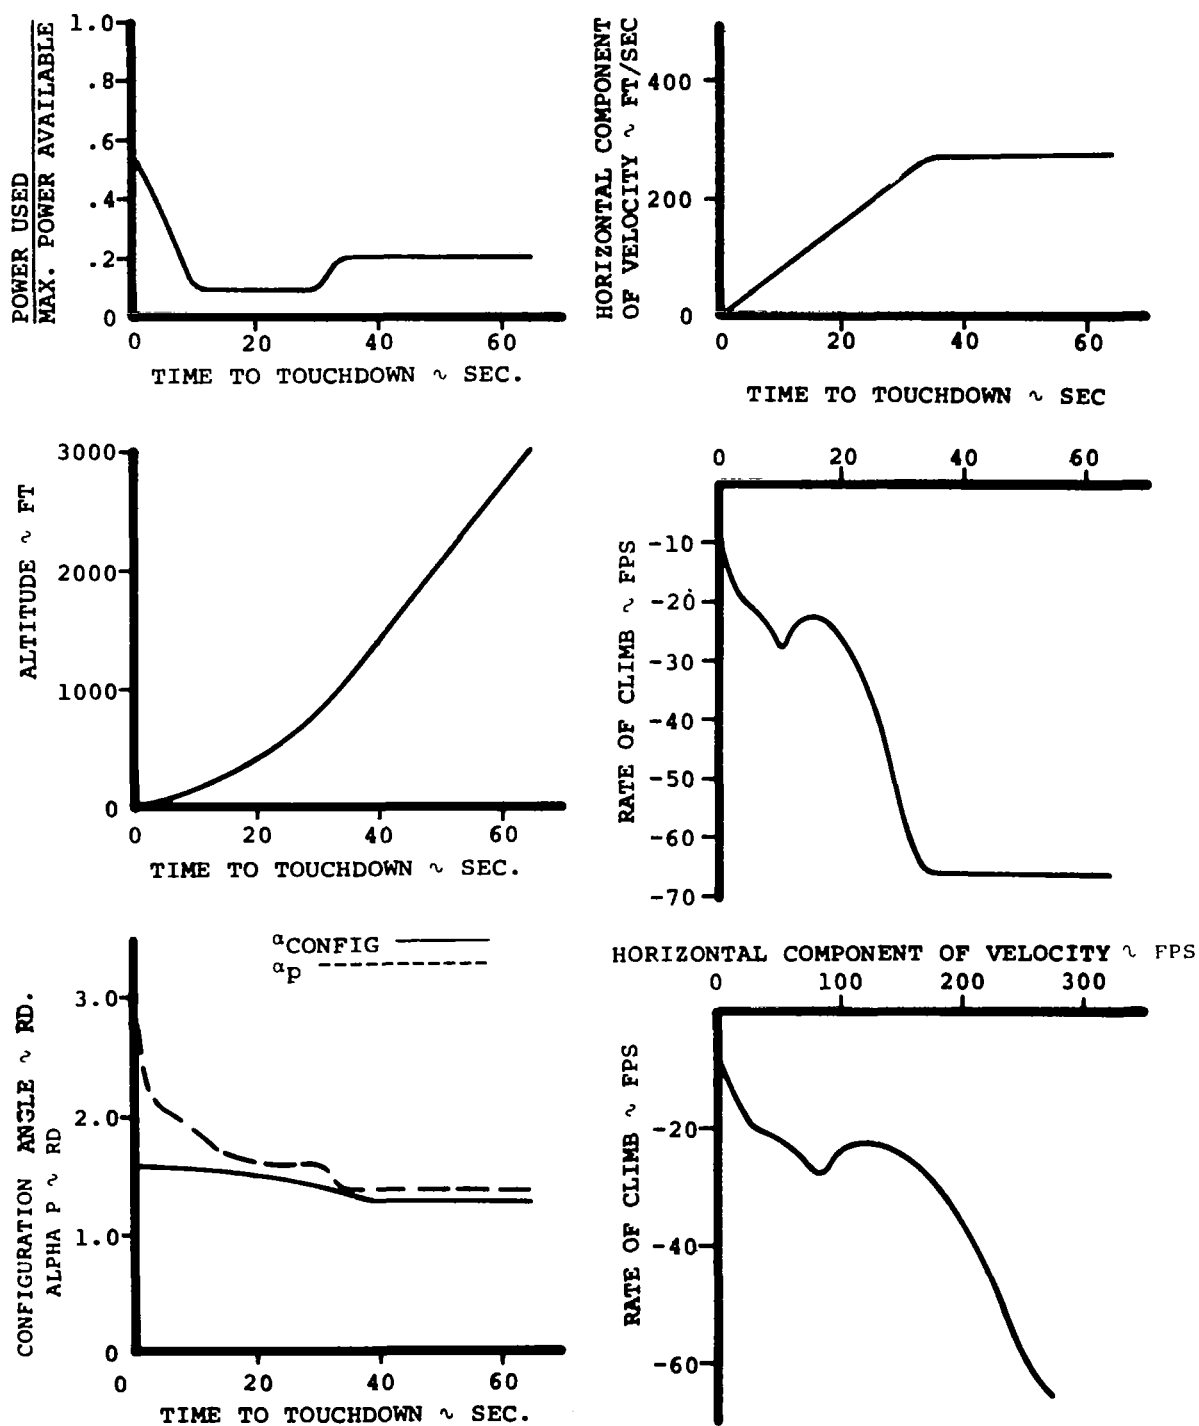 POWER USED
MAX. POWER AVAILABLE
1.0
.8
.6
.4
.2
0
0 20 40 60
TIME TO TOUCHDOWN ~ SEC.
HORIZONTAL COMPONENT
OF VELOCITY ~ FT/SEC
400
200
0
0 20 40 60
TIME TO TOUCHDOWN ~ SEC
ALTITUDE ~ FT
3000
2000
1000
0
0 20 40 60
TIME TO TOUCHDOWN ~ SEC.
0 20 40 60
RATE OF CLIMB ~ FPS
-10
-20
-30
-40
-50
-60
-70
αCONFIG
αp
CONFIGURATION ANGLE ~ RD.
ALPHA P ~ RD
3.0
2.0
1.0
0
0 20 40 60
TIME TO TOUCHDOWN ~ SEC.
HORIZONTAL COMPONENT OF VELOCITY ~ FPS
0 100 200 300
RATE OF CLIMB ~ FPS
-20
-40
-60